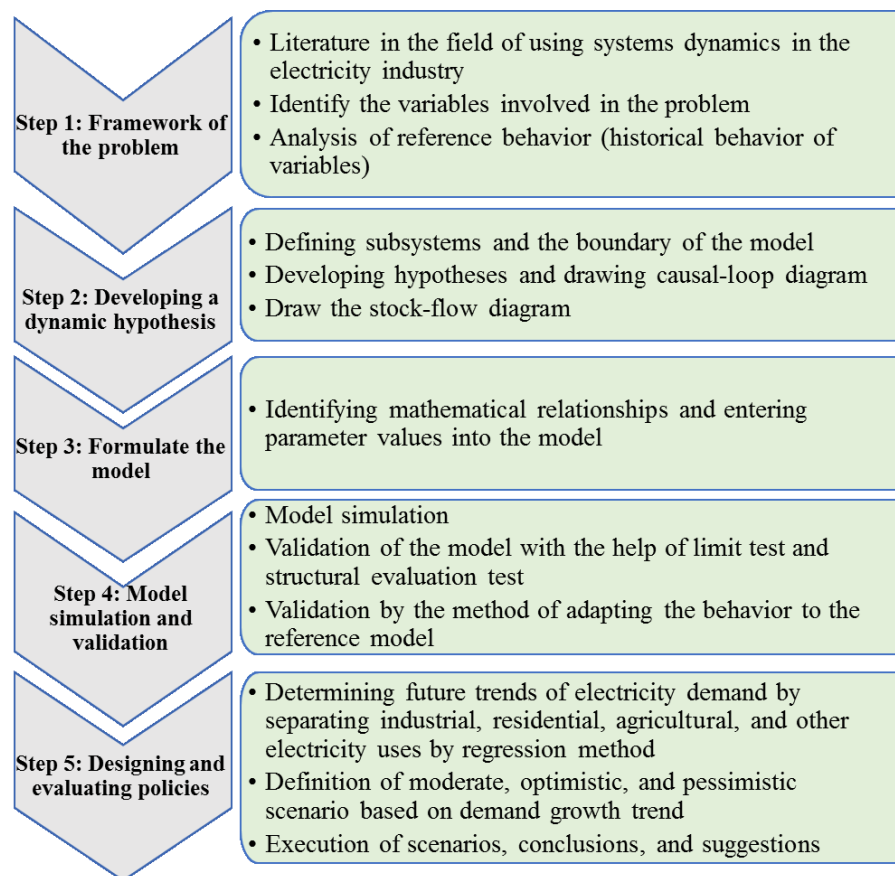 Step 1: Framework of
the problem
• Literature in the field of using systems dynamics in the
electricity industry
• Identify the variables involved in the problem
• Analysis of reference behavior (historical behavior of
variables)
Step 2: Developing a
dynamic hypothesis
• Defining subsystems and the boundary of the model
• Developing hypotheses and drawing causal-loop diagram
• Draw the stock-flow diagram
Step 3: Formulate the
model
• Identifying mathematical relationships and entering
parameter values into the model
Step 4: Model
simulation and
validation
• Model simulation
• Validation of the model with the help of limit test and
structural evaluation test
• Validation by the method of adapting the behavior to the
reference model
Step 5: Designing and
evaluating policies
• Determining future trends of electricity demand by
separating industrial, residential, agricultural, and other
electricity uses by regression method
• Definition of moderate, optimistic, and pessimistic
scenario based on demand growth trend
• Execution of scenarios, conclusions, and suggestions